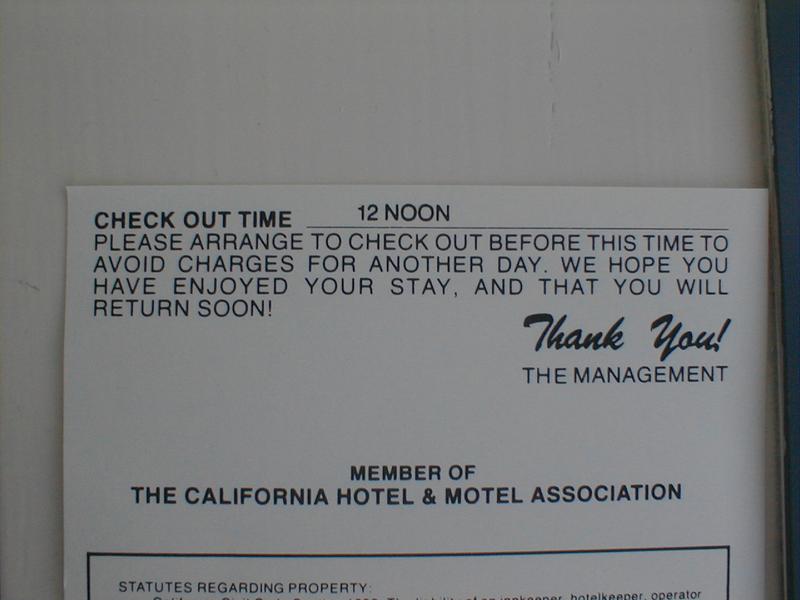 CHECK OUT TIME 12 NOON
PLEASE ARRANGE TO CHECK OUT BEFORE THIS TIME TO
AVOID CHARGES FOR ANOTHER DAY. WE HOPE YOU
HAVE ENJOYED YOUR STAY, AND THAT YOU WILL
RETURN SOON!
Thank You!
THE MANAGEMENT
MEMBER OF
THE CALIFORNIA HOTEL & MOTEL ASSOCIATION
STATUTES REGARDING PROPERTY:
hotelkeeper, operator